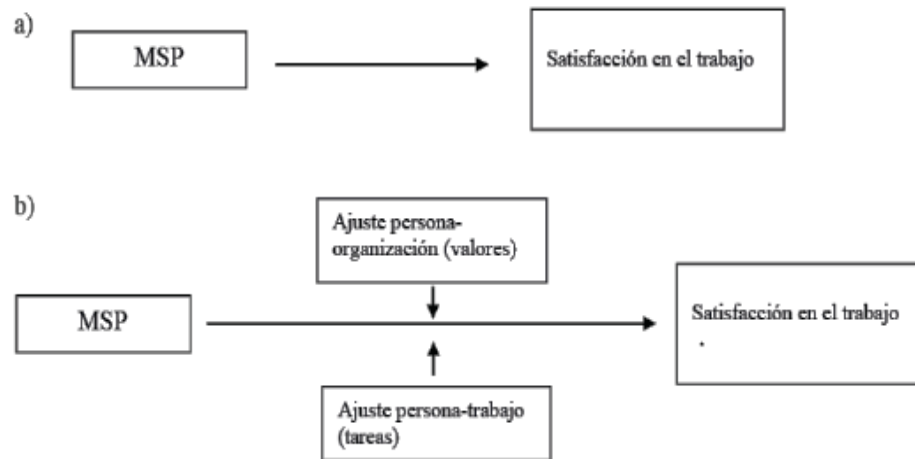 a)
MSP
Satisfacción en el trabajo
b)
Ajuste persona-
organización (valores)
MSP
Satisfacción en el trabajo
.
Ajuste persona-trabajo
(tareas)